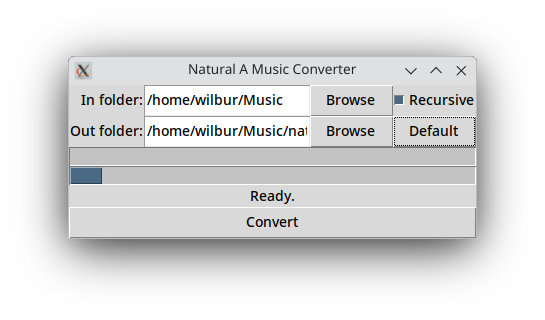 Natural A Music Converter
In folder: /home/wilbur/Music Browse Recursive
Out folder: /home/wilbur/Music/nat Browse Default
Ready.
Convert